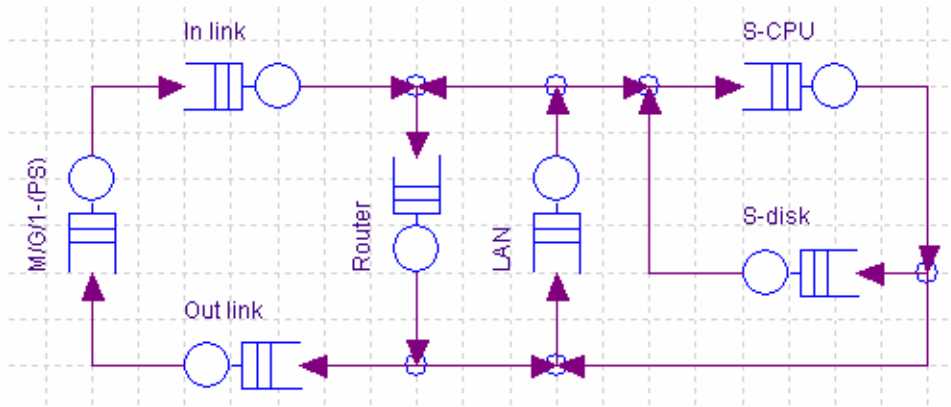 In link
S-CPU
M/G/1-(PS)
Router
LAN
S-disk
Out link